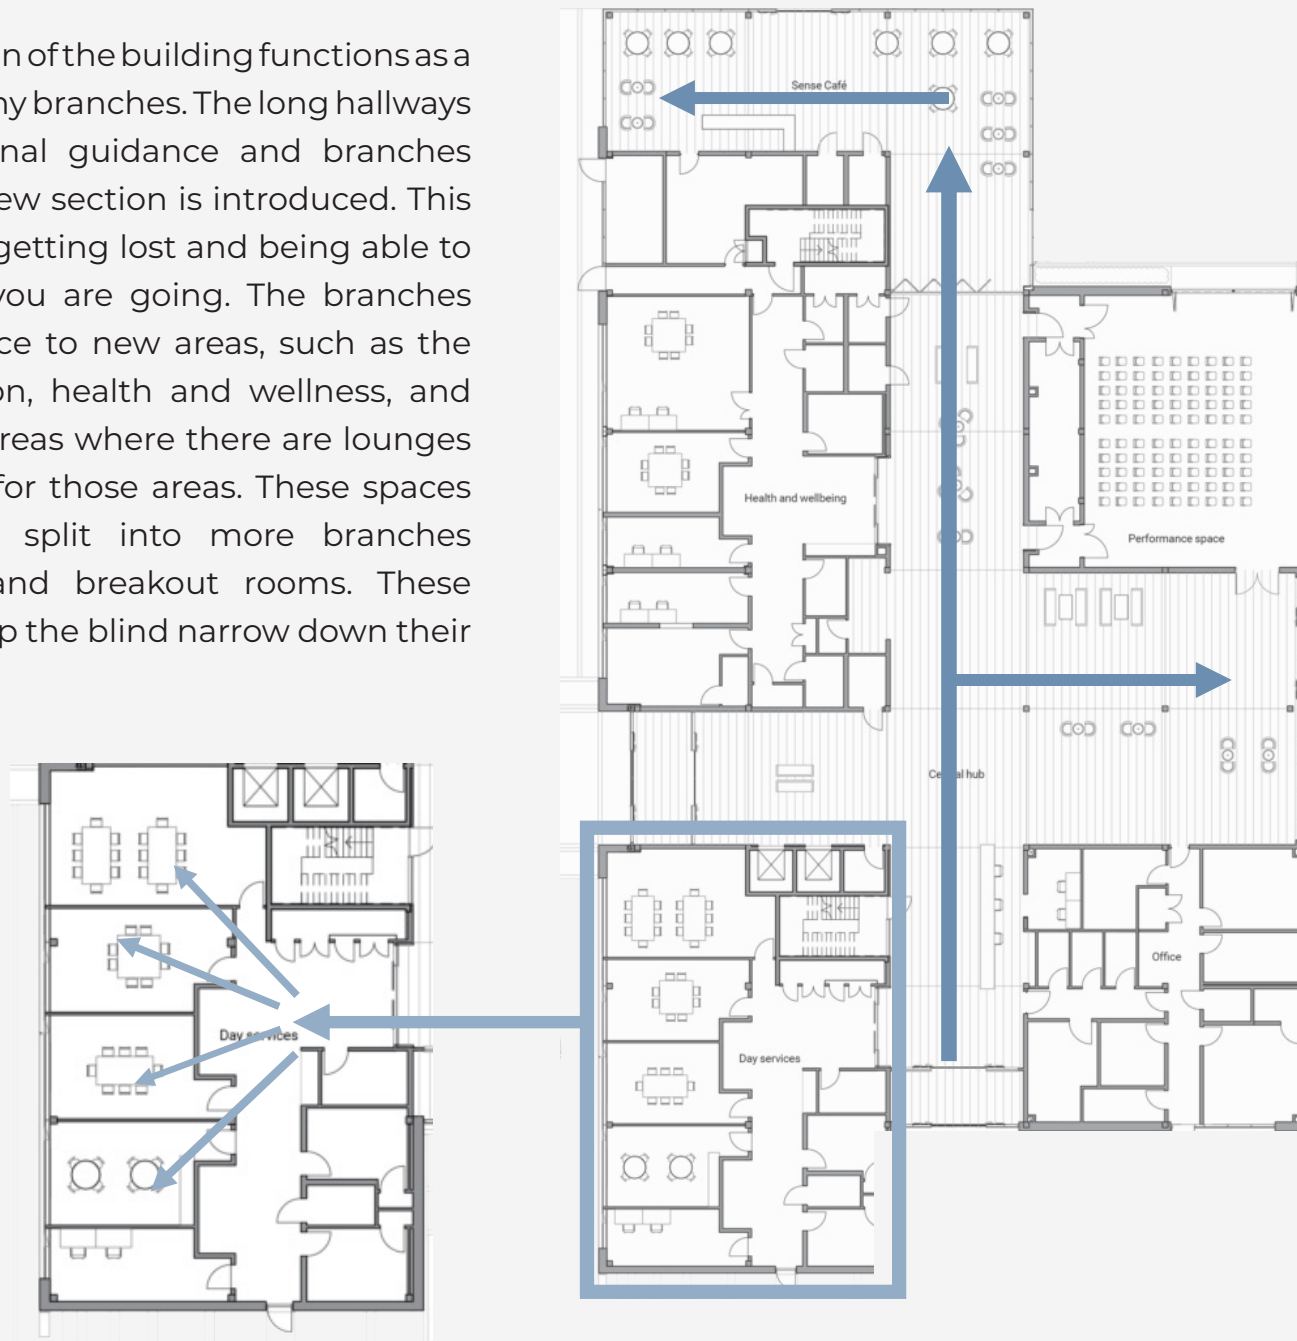 n of the building functions as a
ny branches. The long hallways
nal guidance and branches
ew section is introduced. This
getting lost and being able to
you are going. The branches
ce to new areas, such as the
on, health and wellness, and
reas where there are lounges
for those areas. These spaces
split into more branches
and breakout rooms. These
p the blind narrow down their
Sense Café
Health and wellbeing
Performance space
Office
Day services
Day services